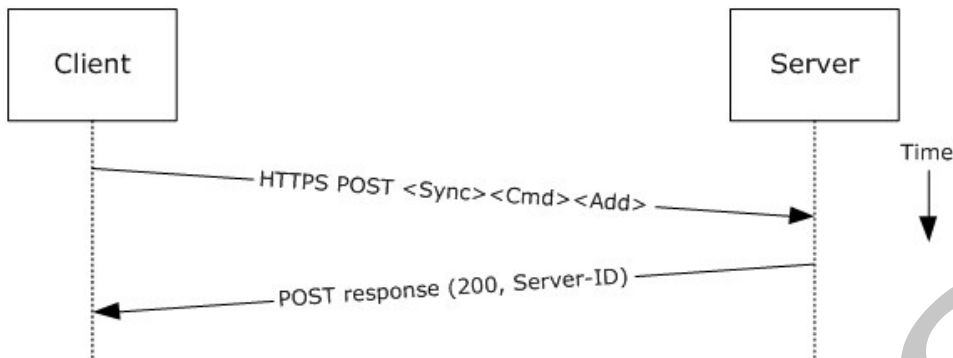 Client
Server
Time
HTTPS POST <Sync><Cmd><Add>
POST response (200, Server-ID)